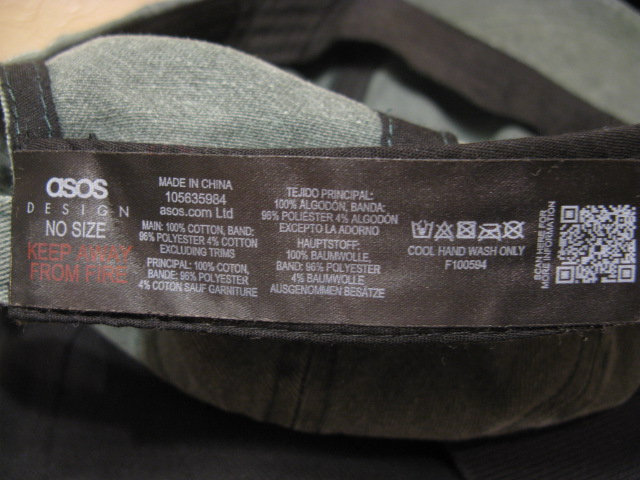 asos
DESIGN
NO SIZE
KEEP AWAY
FROM FIRE
MADE IN CHINA
105635984
asos.com Ltd
MAIN: 100% COTTON, BAND:
96% POLYESTER 4% COTTON
EXCLUDING TRIMS
PRINCIPAL: 100% COTON,
BANDE: 96% POLYESTER
4% COTON SAUF GARNITURE
TEJIDO PRINCIPAL:
100% ALGODÓN, BANDA:
96% POLIÉSTER 4% ALGODÓN
EXCEPTO LA ADORNO
HAUPTSTOFF:
100% BAUMWOLLE,
BAND: 96% POLYESTER
4% BAUMWOLLE
AUSGENOMMEN BESÄTZE
COOL HAND WASH ONLY
F100594
SCAN HERE FOR
MORE INFORMATION